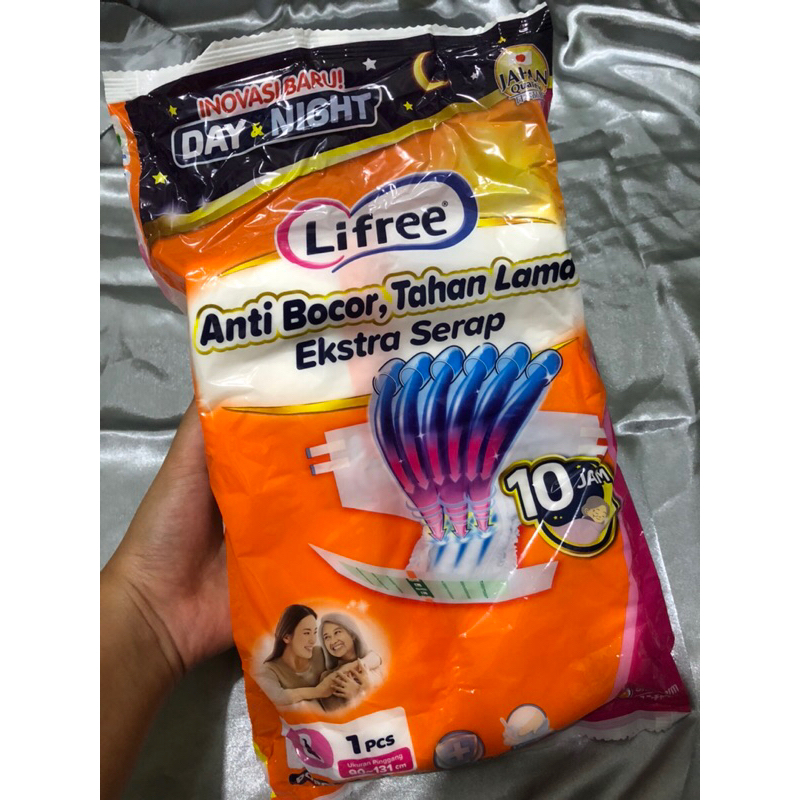 INOVASI BARU!
DAY & NIGHT
JAPAN
Quality
Lifree®
Anti Bocor, Tahan Lama
Ekstra Serap
10 JAM
L
1 PCS
Ukuran Pinggang
90-131 cm